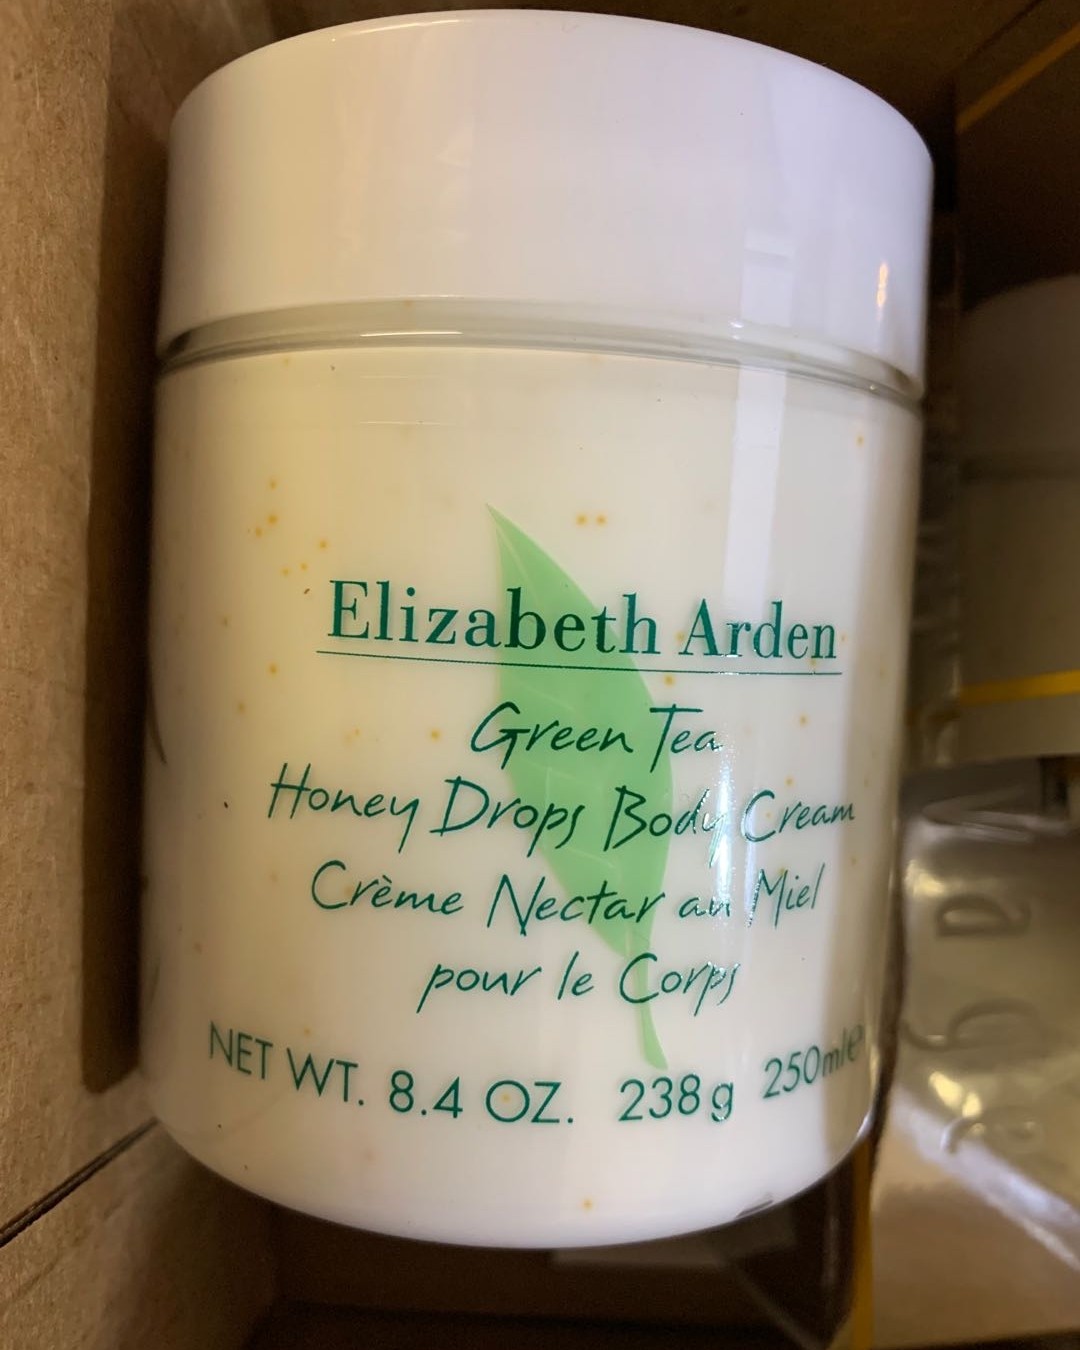 Elizabeth Arden
Green Tea
Honey Drops Body Cream
Crème Nectar au Miel
pour le Corps
NET WT. 8.4 OZ. 238g 250ml℮